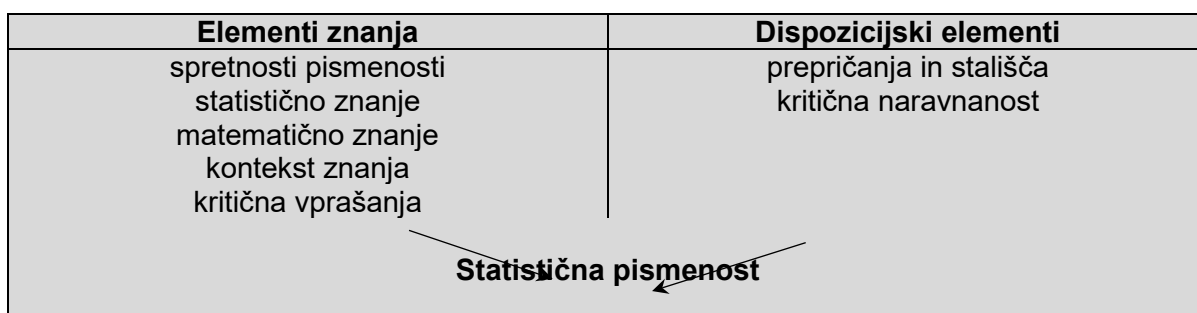 Elementi znanja
Dispozicijski elementi
spretnosti pismenosti
statistično znanje
matematično znanje
kontekst znanja
kritična vprašanja
prepričanja in stališča
kritična naravnanost
Statistična pismenost